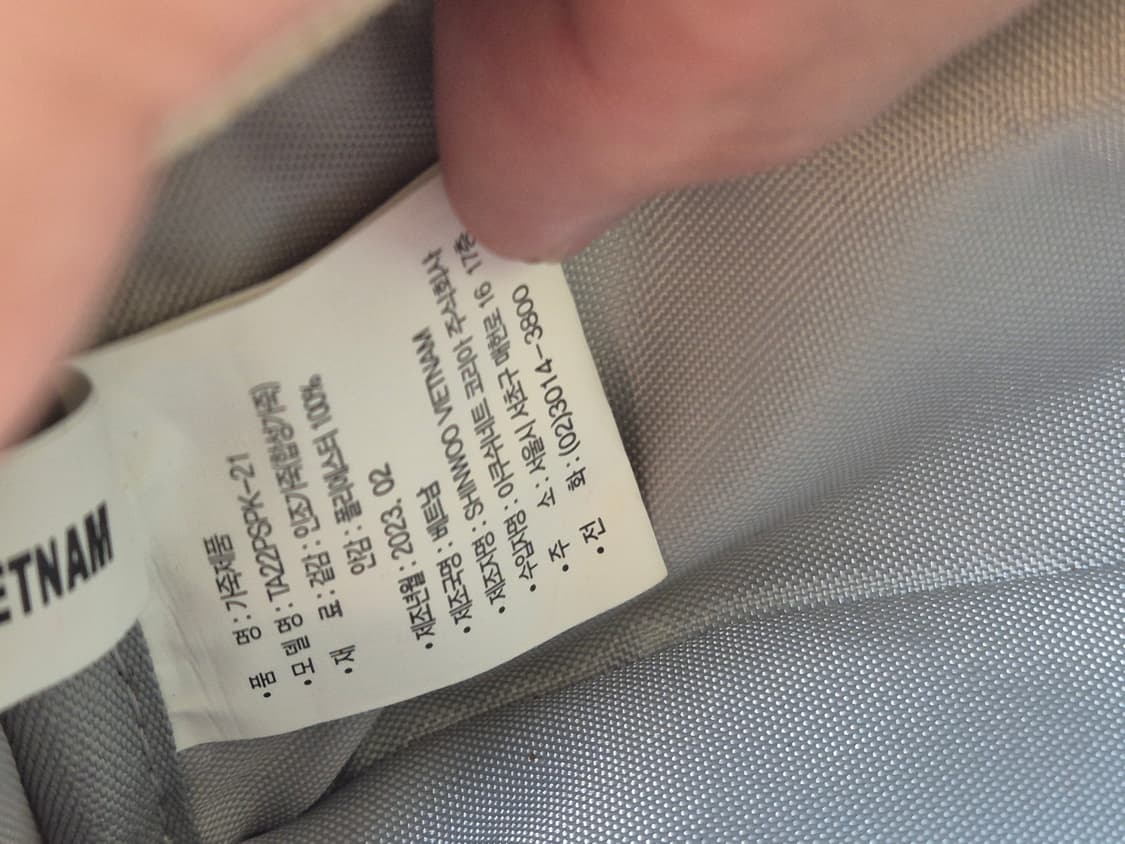 ETNAM
• 품 명 : 가죽제품
• 모 델 명 : TA22PSPK-21
• 재 료 : 겉감 : 인조가죽(합성가죽)
안감 : 폴리에스터 100%
• 제조년월 : 2023. 02
• 제조국명 : 베트남
• 제조자명 : SHINWOO VIETNAM
• 수입자명 : 아쿠쉬네트 코리아 주식회사
• 주 소 : 서울시 서초구 매헌로 16 17층
• 전 화 : (02)3014-3800